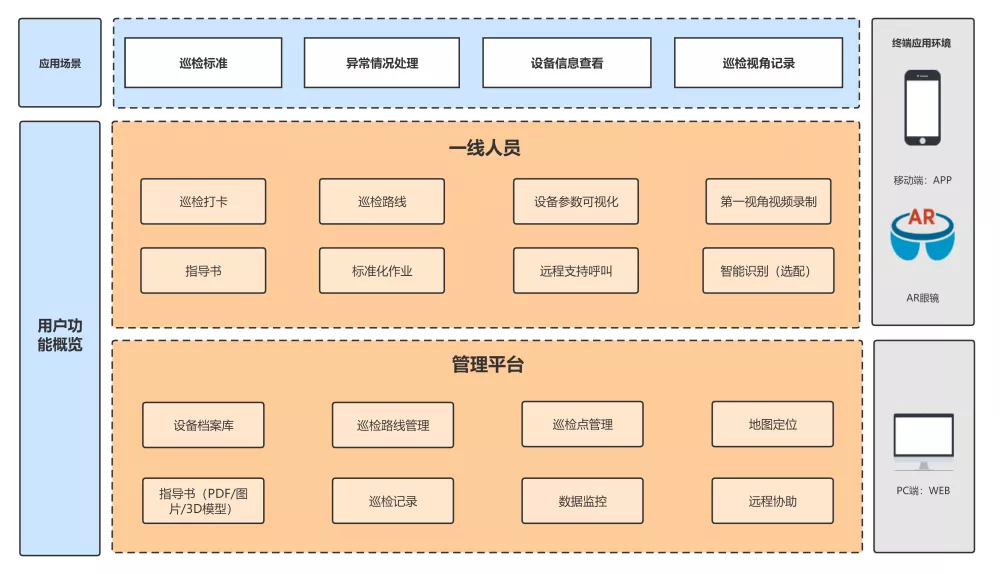 应用场景
巡检标准
异常情况处理
设备信息查看
巡检视角记录
终端应用环境
移动端：APP
AR
AR眼镜
用户功
能概览
一线人员
巡检打卡
巡检路线
设备参数可视化
第一视角视频录制
指导书
标准化作业
远程支持呼叫
智能识别（选配）
管理平台
设备档案库
巡检路线管理
巡检点管理
地图定位
指导书（PDF/图
片/3D模型）
巡检记录
数据监控
远程协助
PC端：WEB